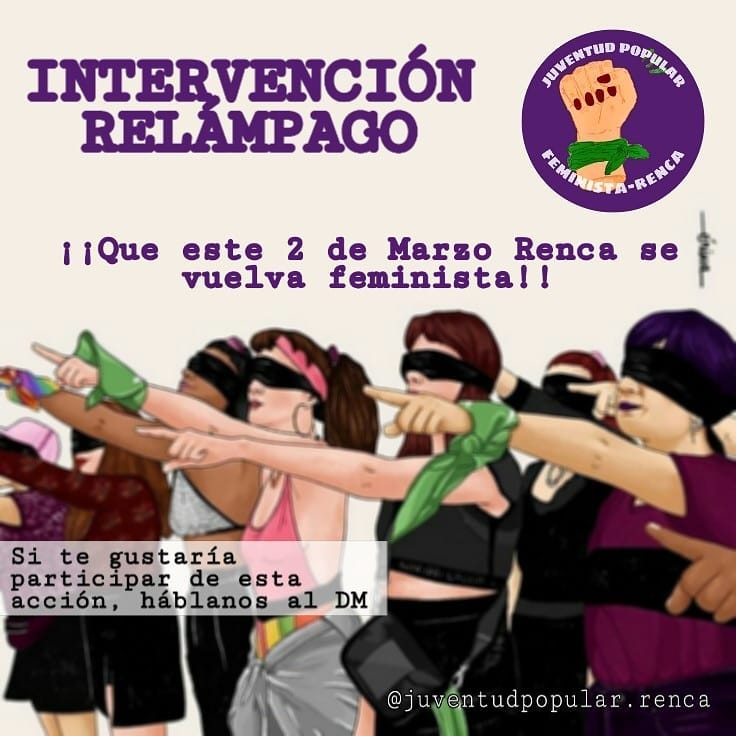 INTERVENCIÓN
RELÁMPAGO
JUVENTUD POPULAR
FEMINISTA-RENCA
¡¡Que este 2 de Marzo Renca se
vuelva feminista!!
Si te gustaría
participar de esta
acción, háblanos al DM
@juventudpopular.renca